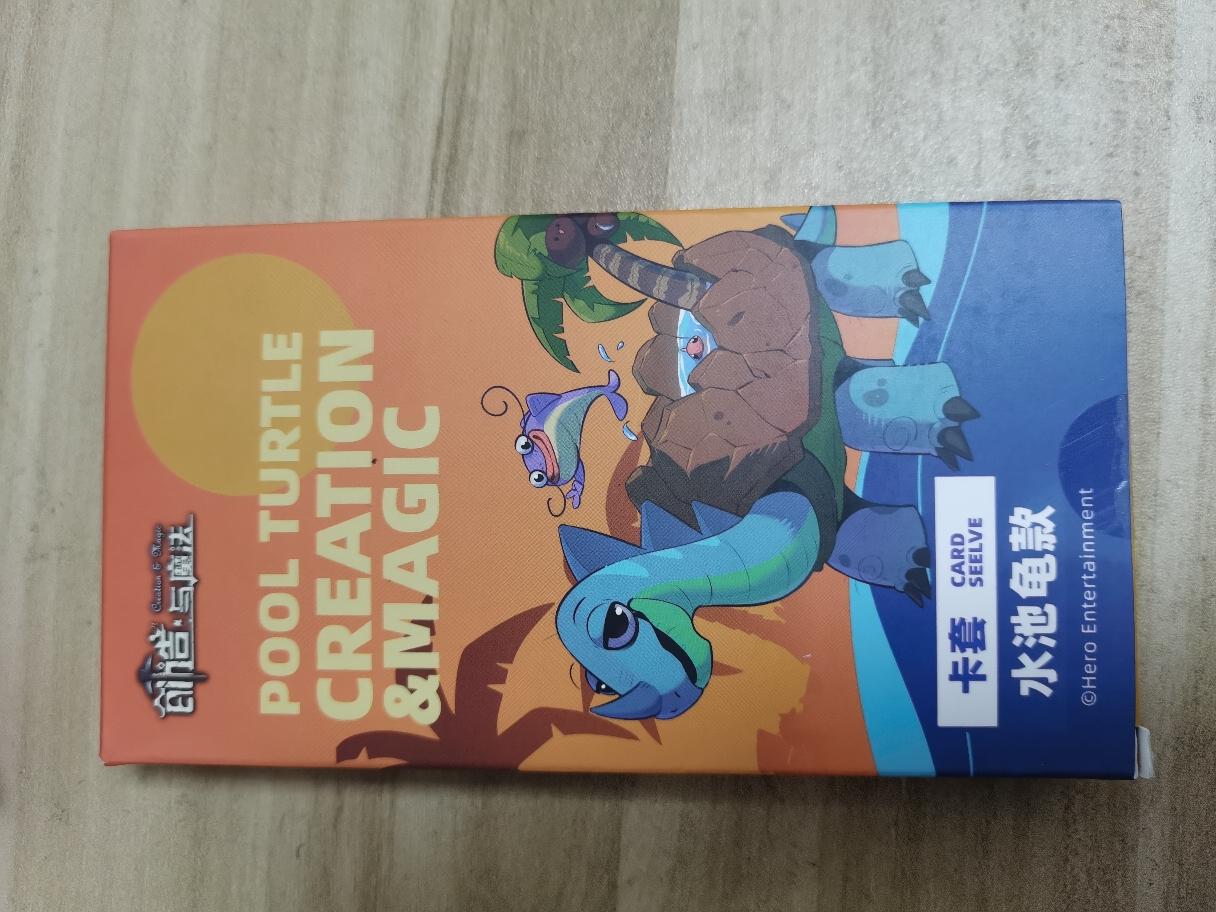 Creation & Magic
创造与魔法
POOL TURTLE
CREATION
&MAGIC
卡套
CARD
SEELVE
水池龟款
©Hero Entertainment